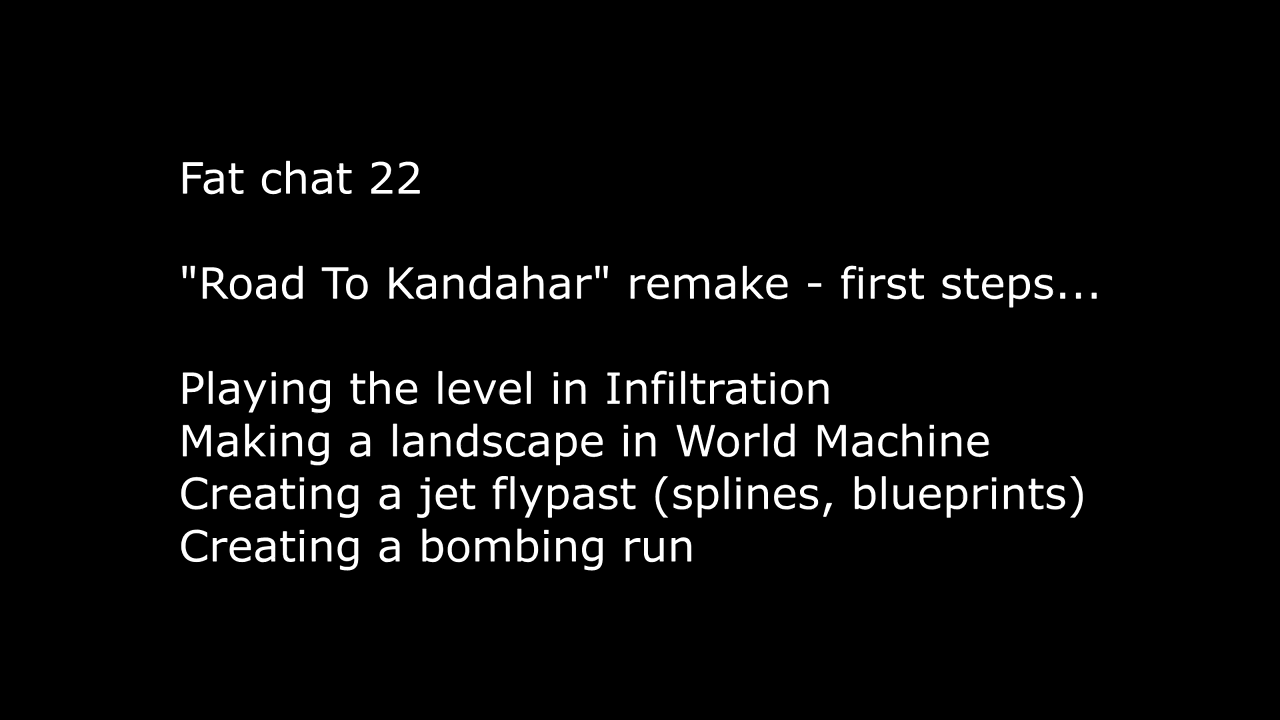 Fat chat 22
"Road To Kandahar" remake - first steps...
Playing the level in Infiltration
Making a landscape in World Machine
Creating a jet flypast (splines, blueprints)
Creating a bombing run